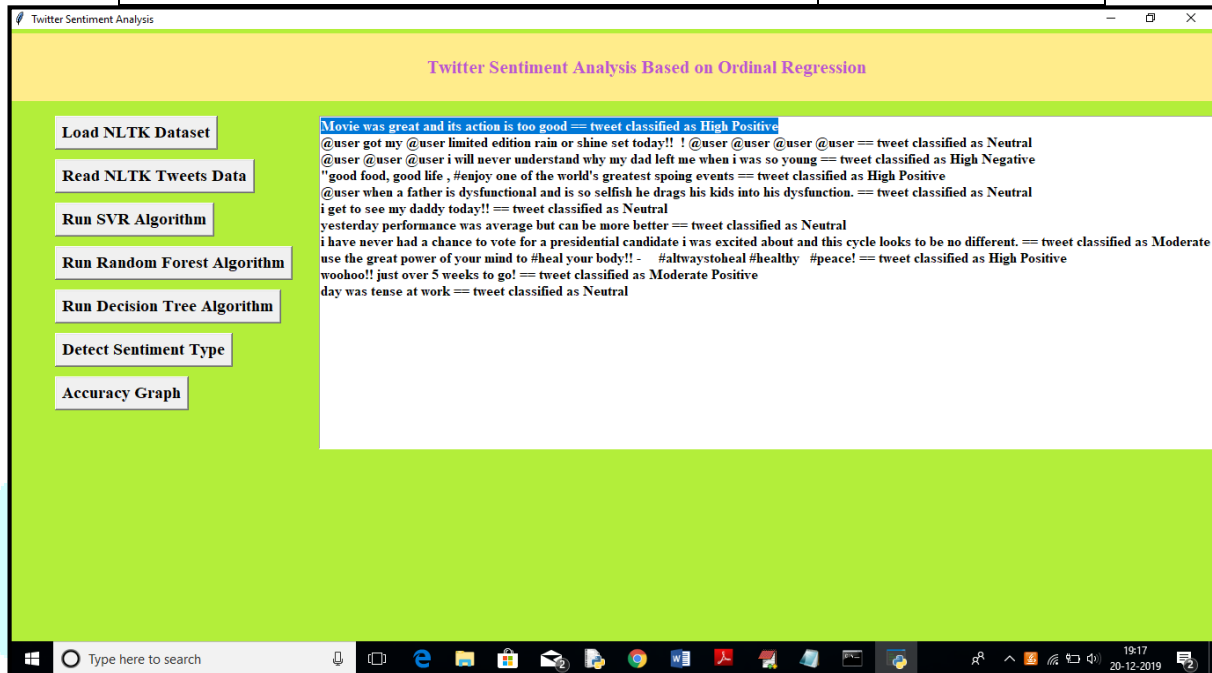 Twitter Sentiment Analysis
Twitter Sentiment Analysis Based on Ordinal Regression
Load NLTK Dataset
Read NLTK Tweets Data
Run SVR Algorithm
Run Random Forest Algorithm
Run Decision Tree Algorithm
Detect Sentiment Type
Accuracy Graph
Movie was great and its action is too good == tweet classified as High Positive
@user got my @user limited edition rain or shine set today!! ! @user @user @user @user == tweet classified as Neutral
@user @user @user i will never understand why my dad left me when i was so young == tweet classified as High Negative
"good food, good life , #enjoy one of the world's greatest spoing events == tweet classified as High Positive
@user when a father is dysfunctional and is so selfish he drags his kids into his dysfunction. == tweet classified as Neutral
i get to see my daddy today!! == tweet classified as Neutral
yesterday performance was average but can be more better == tweet classified as Neutral
i have never had a chance to vote for a presidential candidate i was excited about and this cycle looks to be no different. == tweet classified as Moderate
use the great power of your mind to #heal your body!! - #altwaystoheal #healthy #peace! == tweet classified as High Positive
woohoo!! just over 5 weeks to go! == tweet classified as Moderate Positive
day was tense at work == tweet classified as Neutral
Type here to search
19:17
20-12-2019